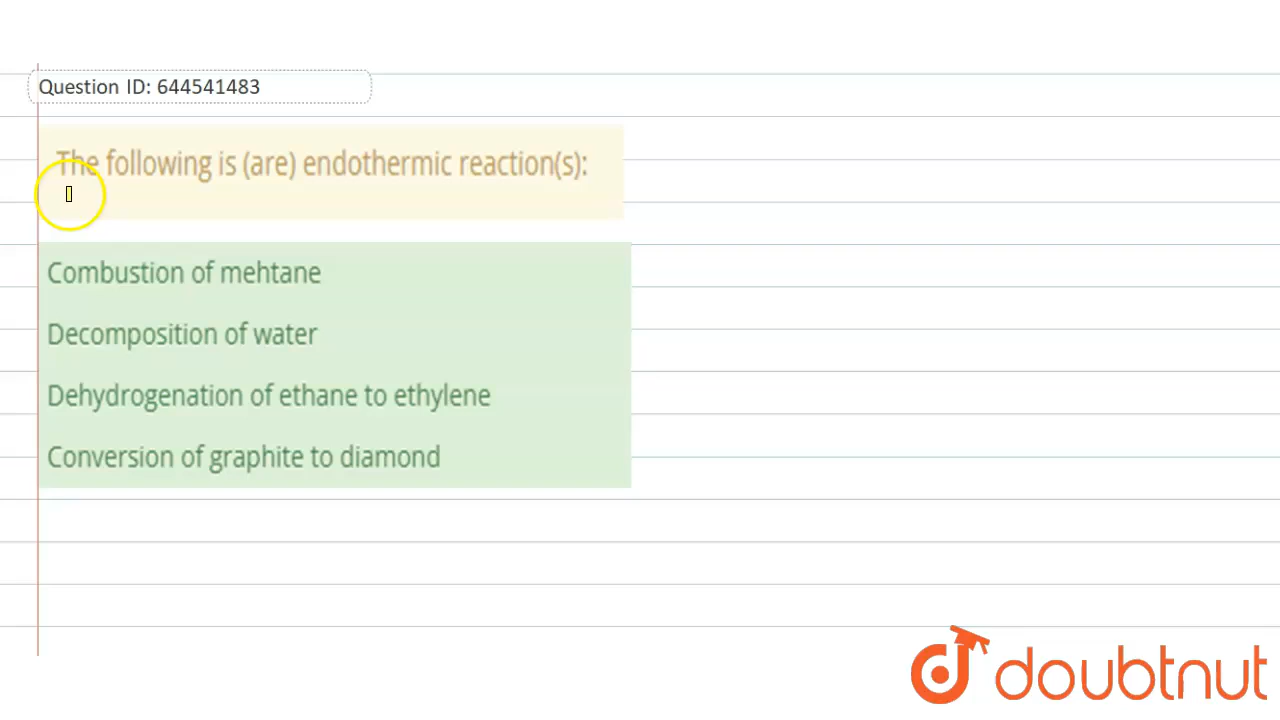 Question ID: 644541483
The following is (are) endothermic reaction(s):
Combustion of mehtane
Decomposition of water
Dehydrogenation of ethane to ethylene
Conversion of graphite to diamond
doubtnut